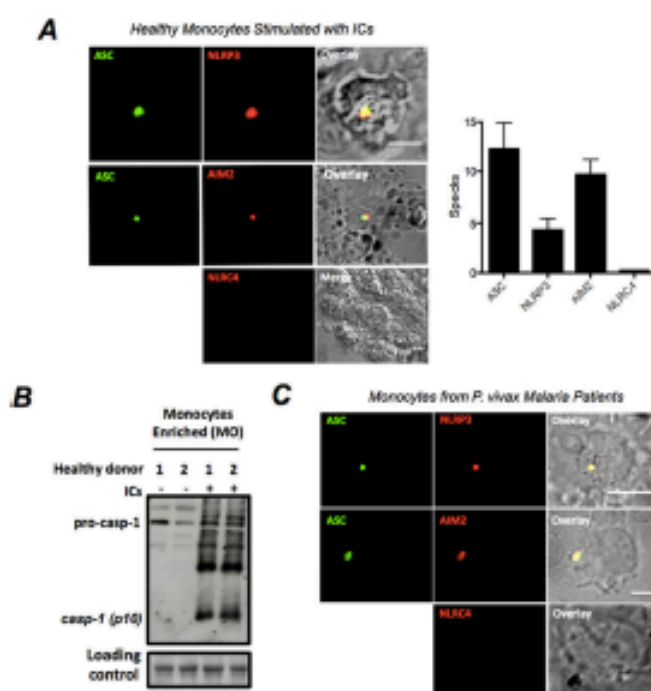 A
Healthy Monocytes Stimulated with ICs
ASC
NLRP3
Overlay
ASC
AIM2
Overlay
NLRC4
Merge
15
10
5
0
Specks
ASC
NLRP3
AIM2
NLRC4
B
Monocytes
Enriched (MO)
Healthy donor 1 2 1 2
ICs - - + +
pro-casp-1
casp-1 (p10)
Loading
control
C
Monocytes from P. vivax Malaria Patients
ASC
NLRP3
Overlay
ASC
AIM2
Overlay
NLRC4
Overlay